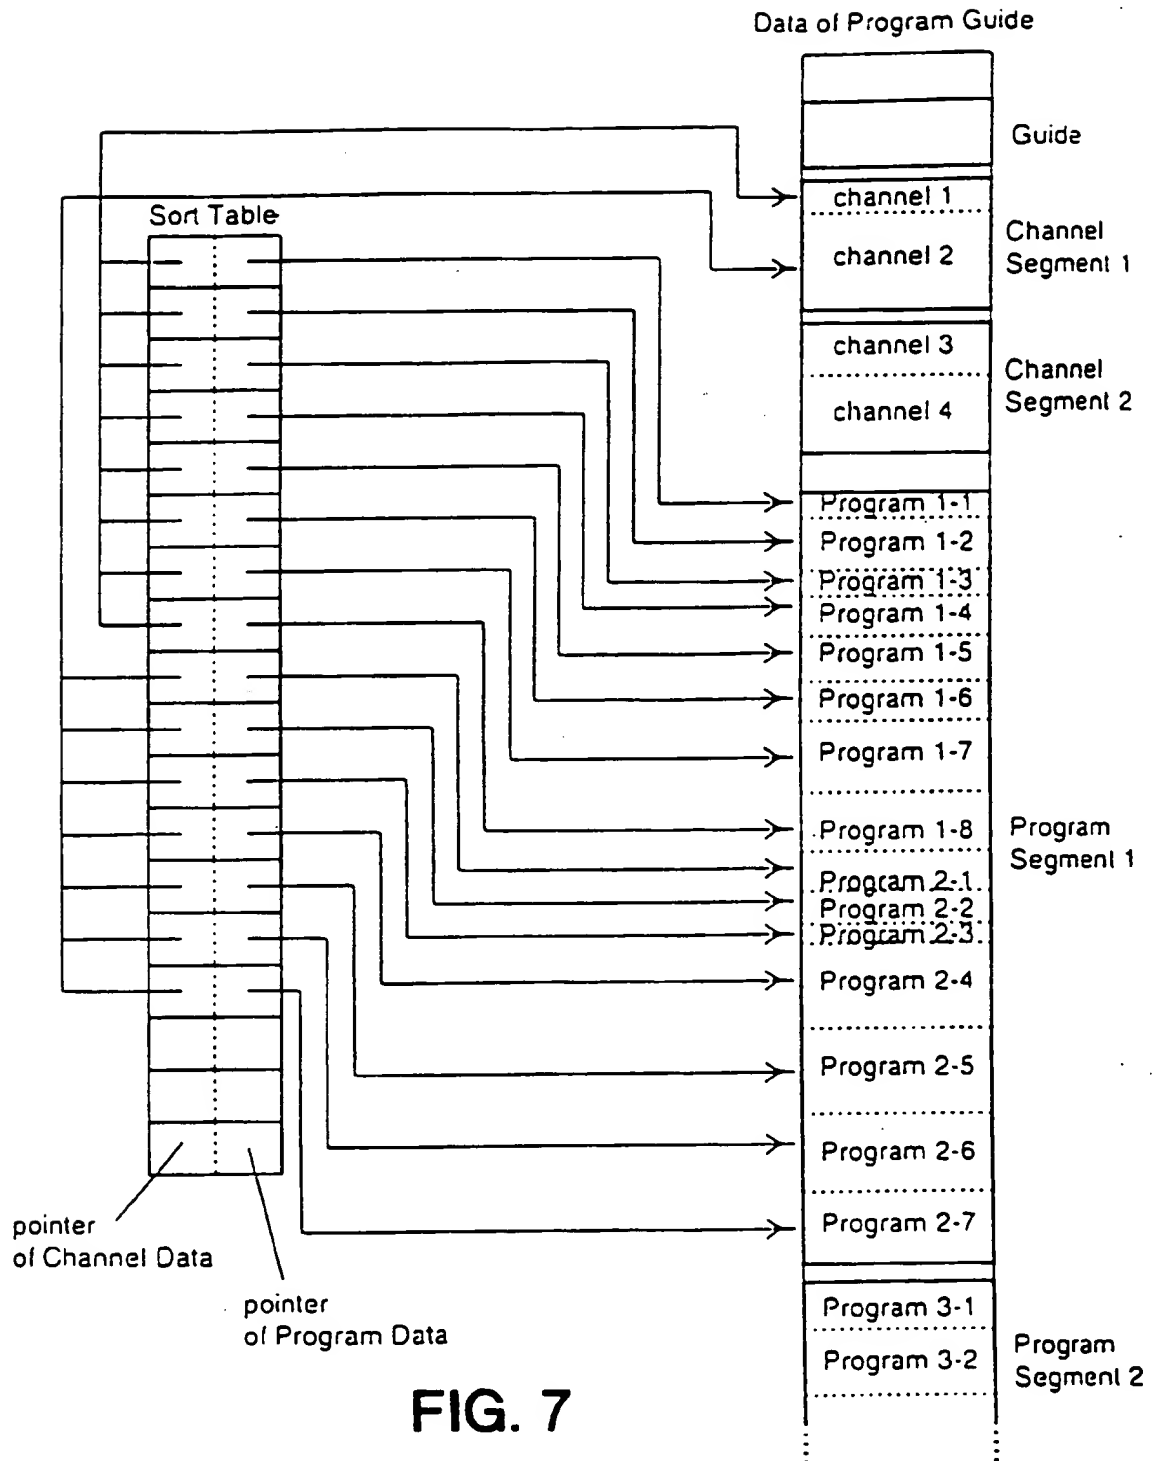 Data of Program Guide
Guide
channel 1
channel 2
Channel
Segment 1
channel 3
channel 4
Channel
Segment 2
Sort Table
Program 1-1
Program 1-2
Program 1-3
Program 1-4
Program 1-5
Program 1-6
Program 1-7
Program 1-8
Program 2-1
Program 2-2
Program 2-3
Program 2-4
Program 2-5
Program 2-6
Program 2-7
Program
Segment 1
Program 3-1
Program 3-2
Program
Segment 2
pointer
of Channel Data
pointer
of Program Data
FIG. 7